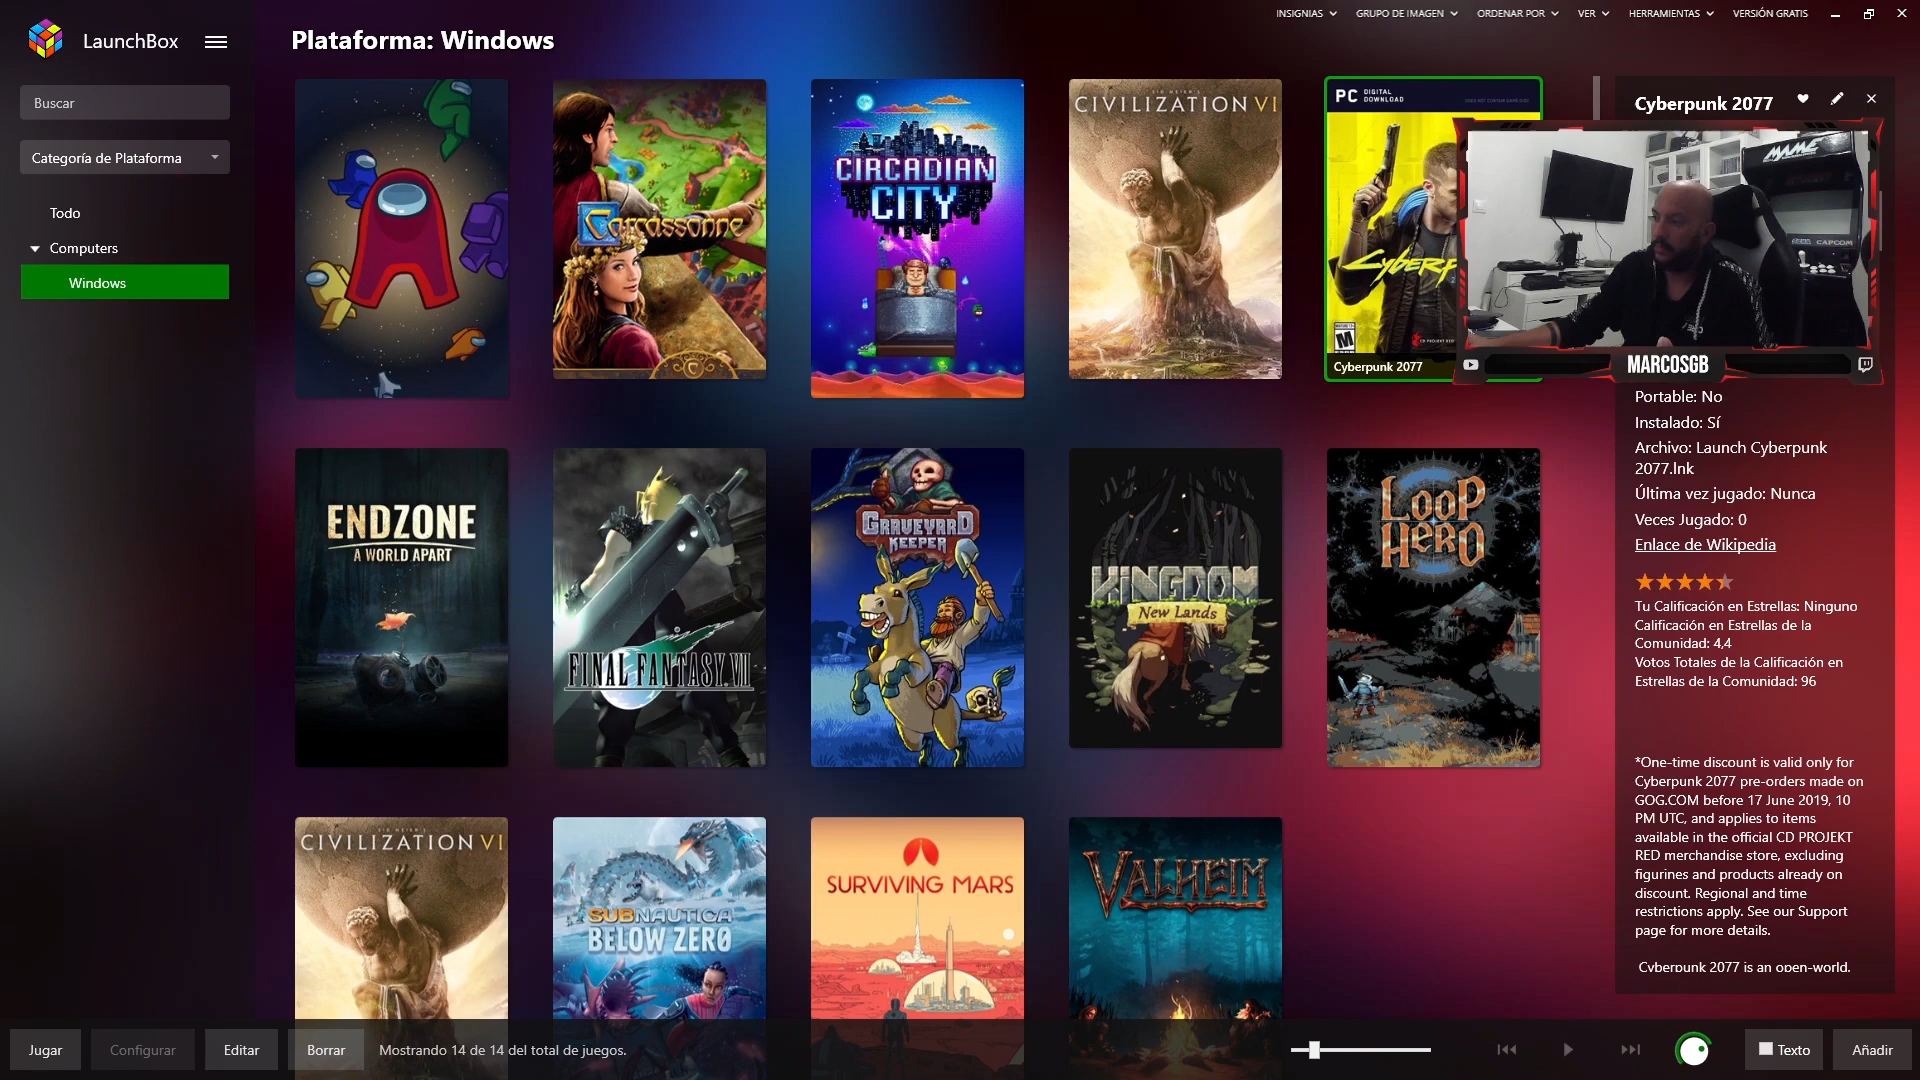 INSIGNIAS
GRUPO DE IMAGEN
ORDENAR POR
VER
HERRAMIENTAS
VERSIÓN GRATIS
LaunchBox
Plataforma: Windows
Buscar
Categoría de Plataforma
Todo
Computers
Windows
Carcassonne
CIRCADIAN
CITY
SID MEIER'S
CIVILIZATION VI
PC DIGITAL
DOWNLOAD
Cyberpunk 2077
Cyberpunk 2077
MAME
CAPCOM
MARCOSGB
Portable: No
Instalado: Sí
Archivo: Launch Cyberpunk
2077.lnk
Última vez jugado: Nunca
Veces Jugado: 0
Enlace de Wikipedia
Tu Calificación en Estrellas: Ninguno
Calificación en Estrellas de la
Comunidad: 4,4
Votos Totales de la Calificación en
Estrellas de la Comunidad: 96
*One-time discount is valid only for
Cyberpunk 2077 pre-orders made on
GOG.COM before 17 June 2019, 10
PM UTC, and applies to items
available in the official CD PROJEKT
RED merchandise store, excluding
figurines and products already on
discount. Regional and time
restrictions apply. See our Support
page for more details.
Cyberpunk 2077 is an open-world,
ENDZONE
A WORLD APART
FINAL FANTASY VII
GRAVEYARD
KEEPER
KINGDOM
New Lands
LOOP
HERO
SID MEIER'S
CIVILIZATION VI
SUBNAUTICA
BELOW ZERO
SURVIVING MARS
VALHEIM
Jugar
Configurar
Editar
Borrar
Mostrando 14 de 14 del total de juegos.
Texto
Añadir